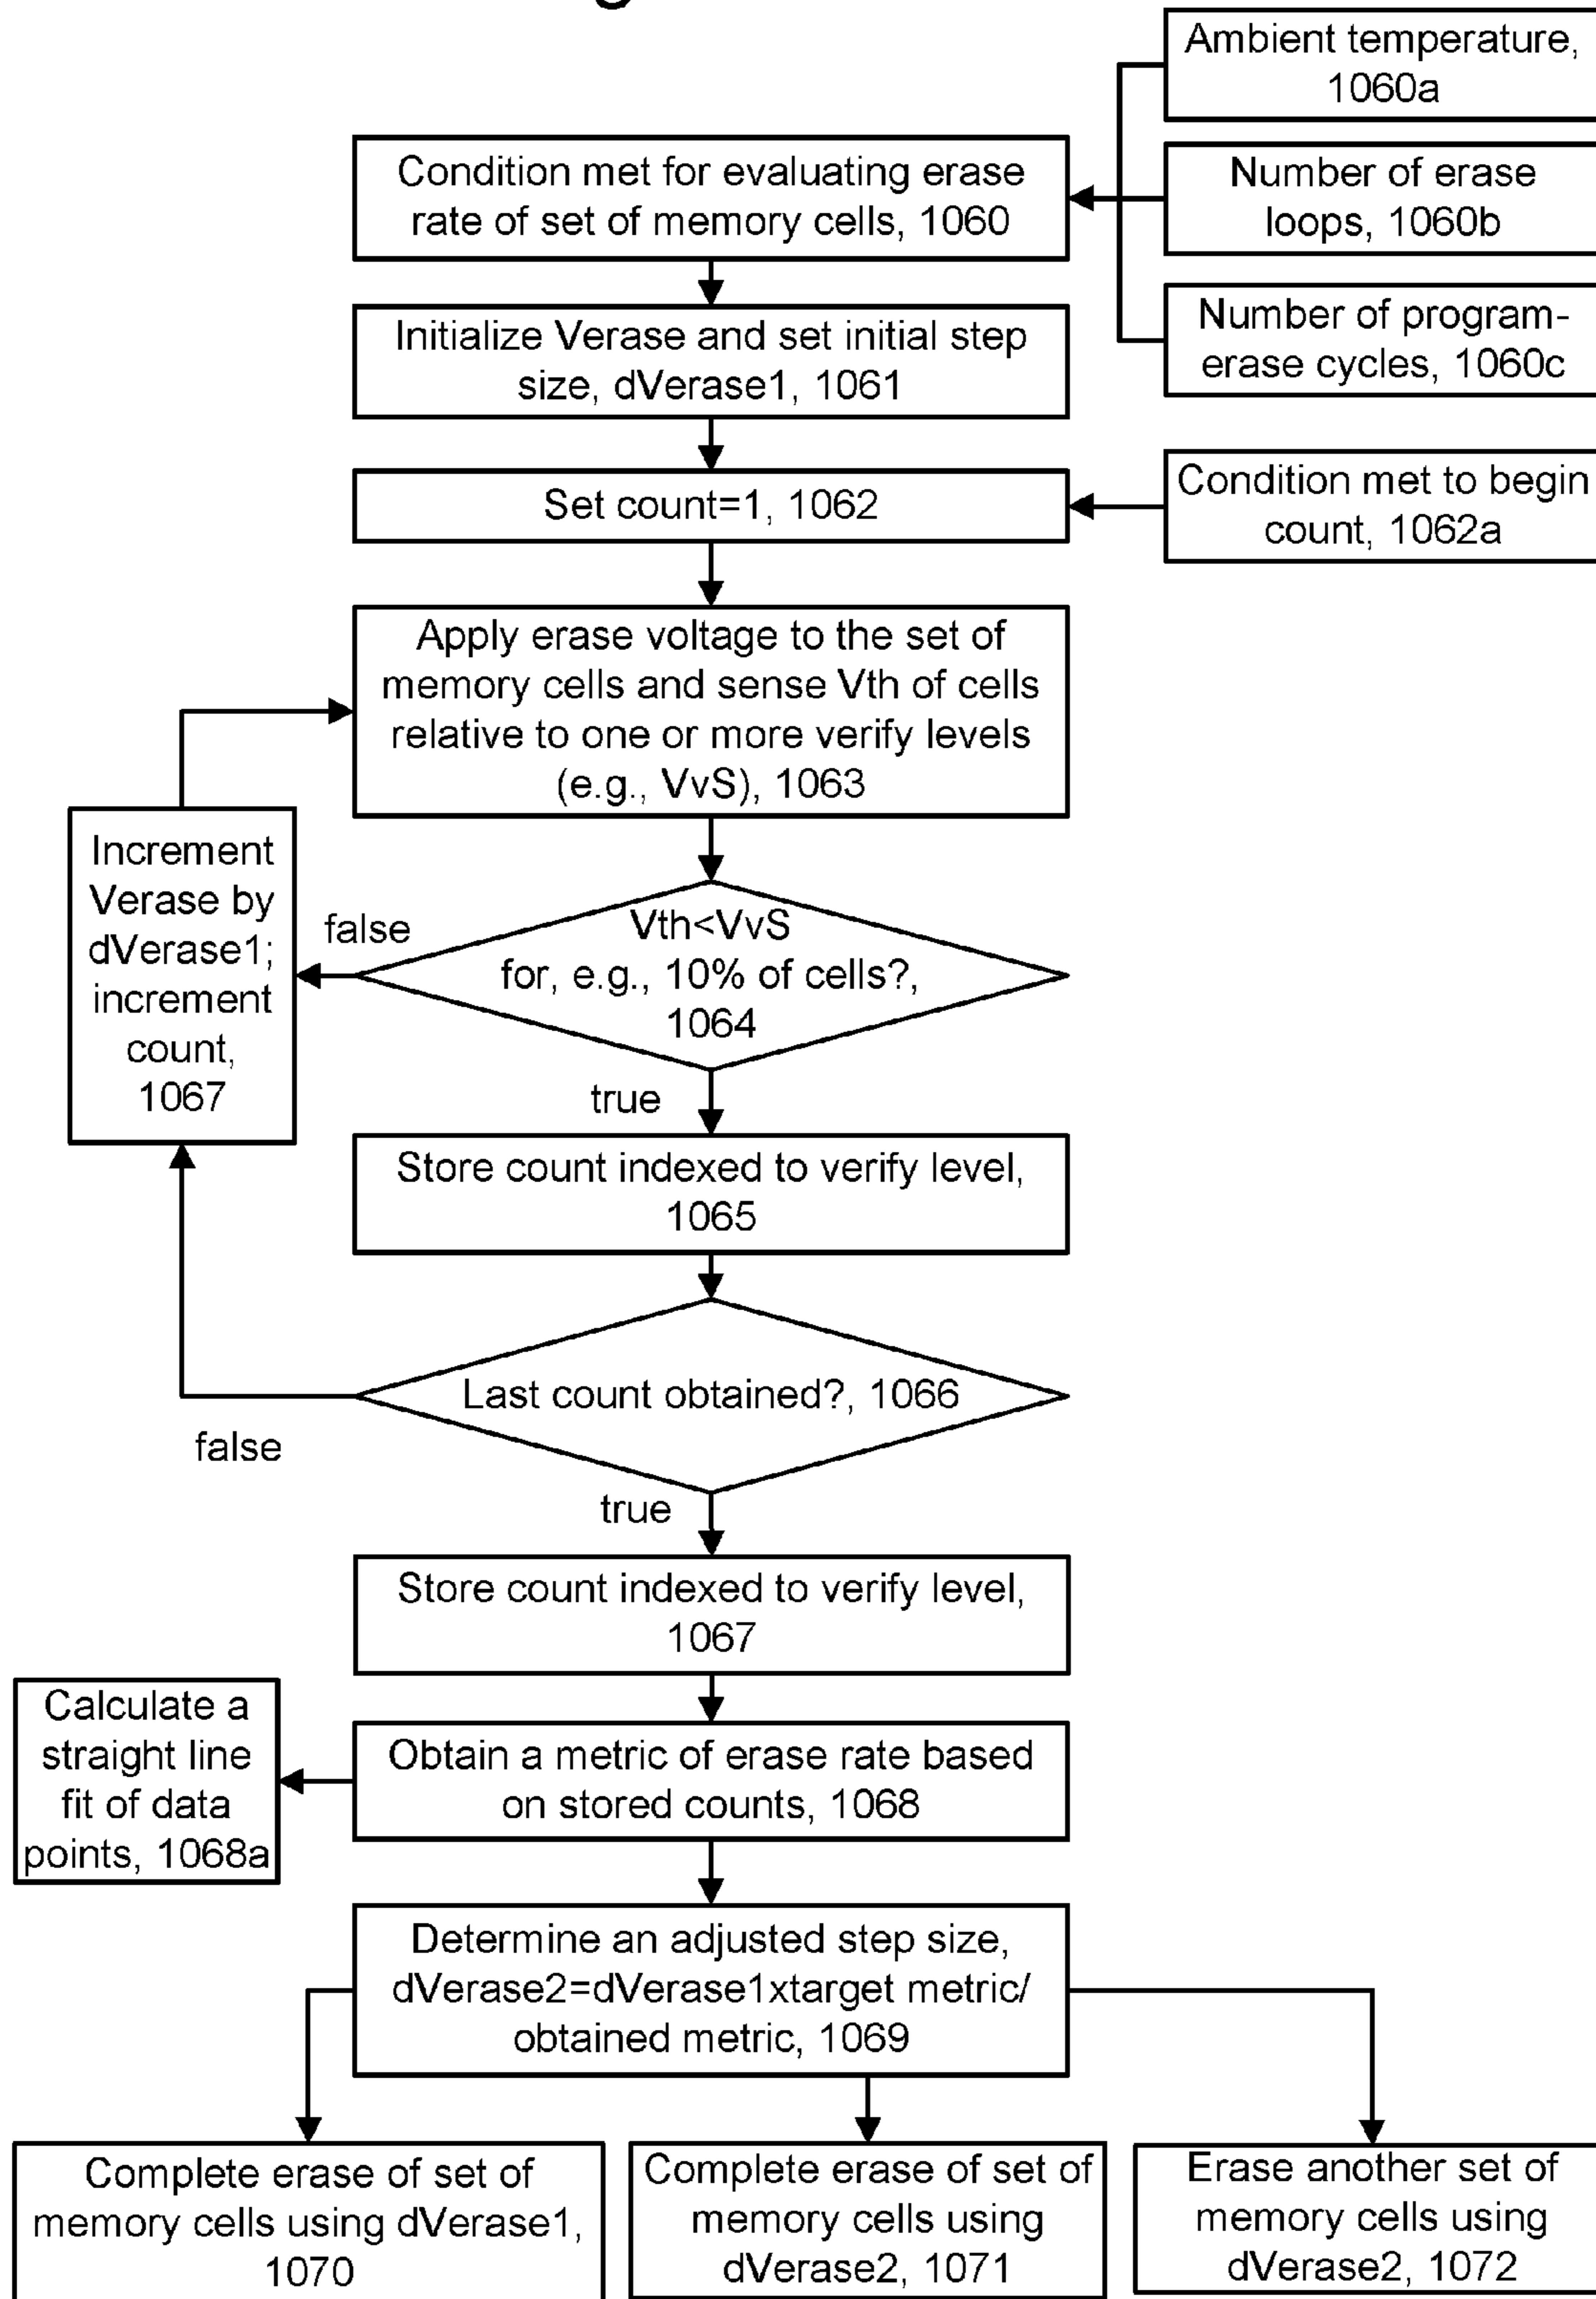 Ambient temperature,
1060a
Condition met for evaluating erase
rate of set of memory cells, 1060
Number of erase
loops, 1060b
Number of program-
erase cycles, 1060c
Initialize Verase and set initial step
size, dVerase1, 1061
Set count=1, 1062
Condition met to begin
count, 1062a
Apply erase voltage to the set of
memory cells and sense Vth of cells
relative to one or more verify levels
(e.g., VvS), 1063
Increment
Verase by
dVerase1;
increment
count,
1067
false
Vth<VvS
for, e.g., 10% of cells?,
1064
true
Store count indexed to verify level,
1065
Last count obtained?, 1066
false
true
Store count indexed to verify level,
1067
Calculate a
straight line
fit of data
points, 1068a
Obtain a metric of erase rate based
on stored counts, 1068
Determine an adjusted step size,
dVerase2=dVerase1xtarget metric/
obtained metric, 1069
Complete erase of set of
memory cells using dVerase1,
1070
Complete erase of set of
memory cells using
dVerase2, 1071
Erase another set of
memory cells using
dVerase2, 1072